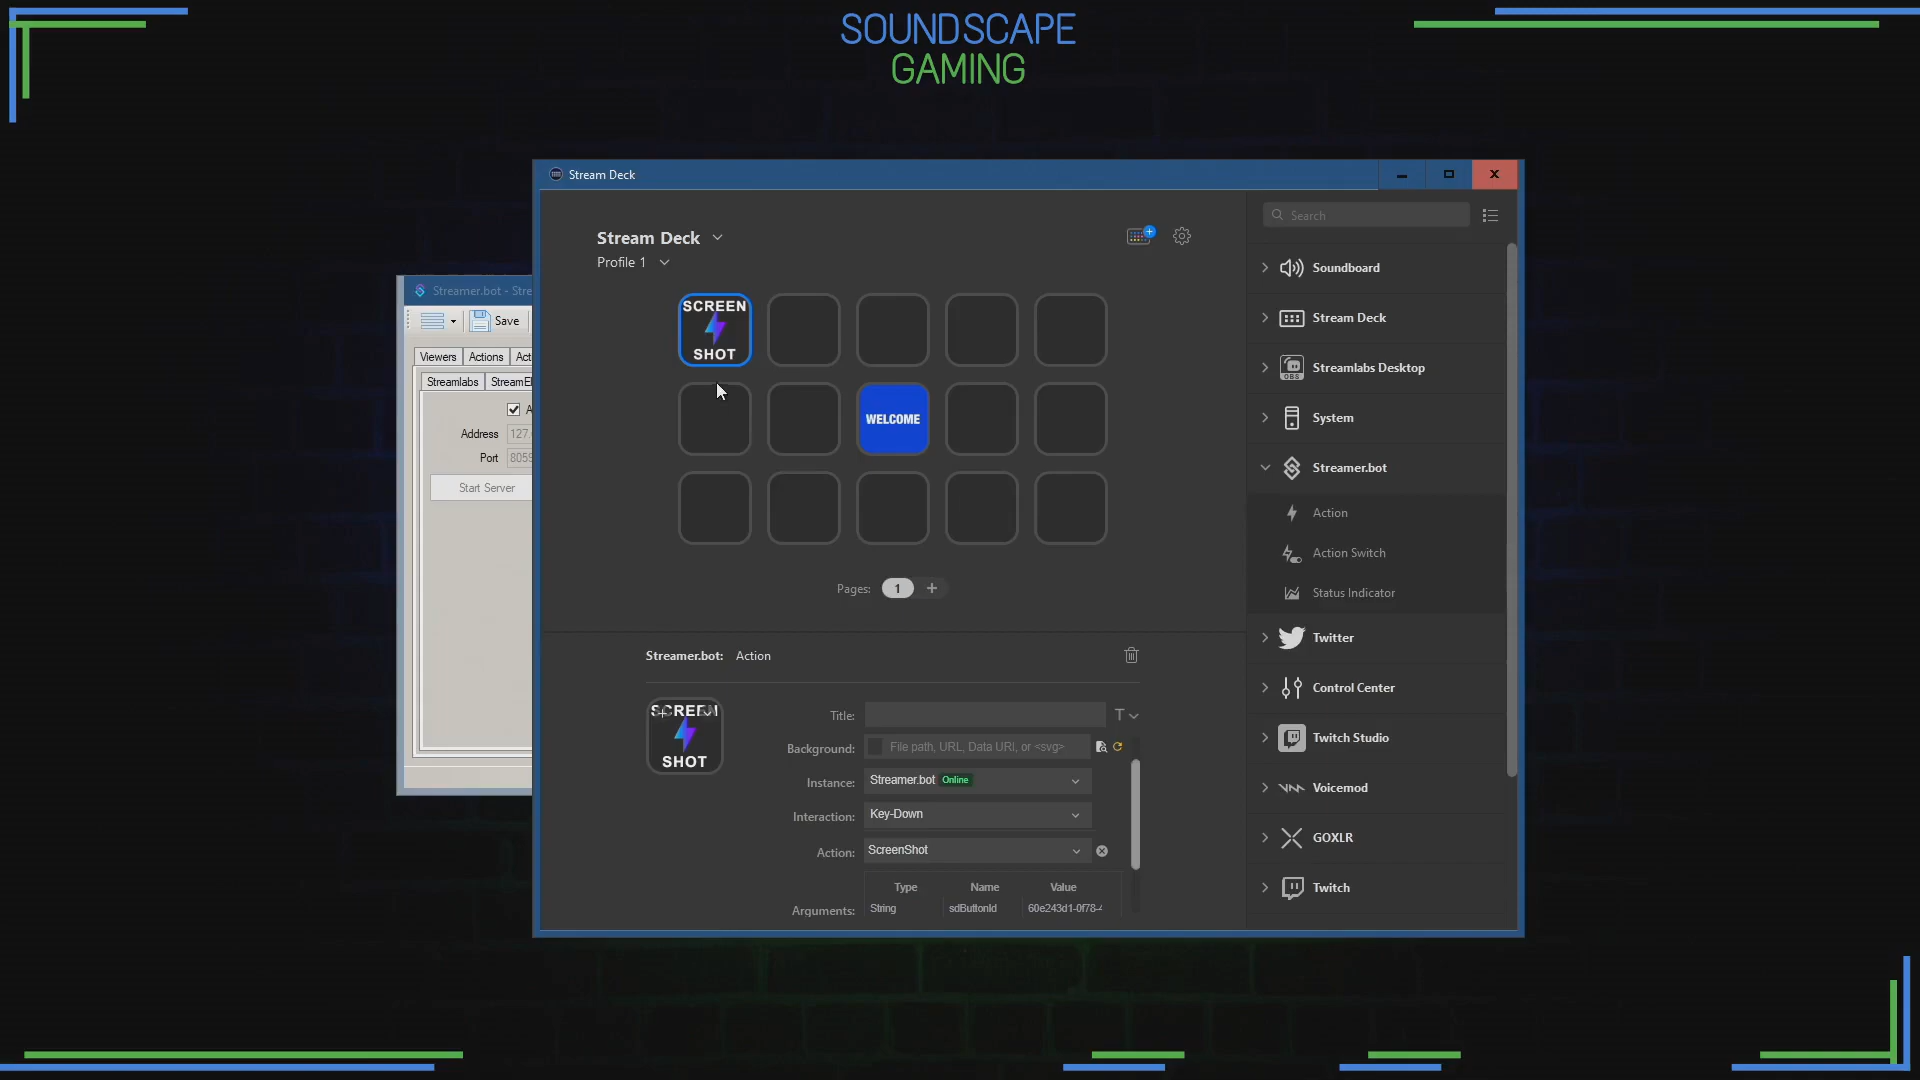 SOUNDSCAPE
GAMING
Stream Deck
Search
Stream Deck
Profile 1
Soundboard
Stream Deck
Streamlabs Desktop
OBS
System
Streamer.bot
Action
Action Switch
Status Indicator
Twitter
Control Center
Twitch Studio
Voicemod
GOXLR
Twitch
SCREEN
SHOT
WELCOME
Pages: 1 +
Streamer.bot: Action
SCREEN
SHOT
Title:
T
Background: File path, URL, Data URI, or <svg>
Instance: Streamer.bot Online
Interaction: Key-Down
Action: ScreenShot
Type Name Value
Arguments: String sdButtonId 60e243d1-0f78-4
Streamer.bot - Stre
Save
Viewers Actions Act
Streamlabs StreamEl
A
Address 127.
Port 8059
Start Server